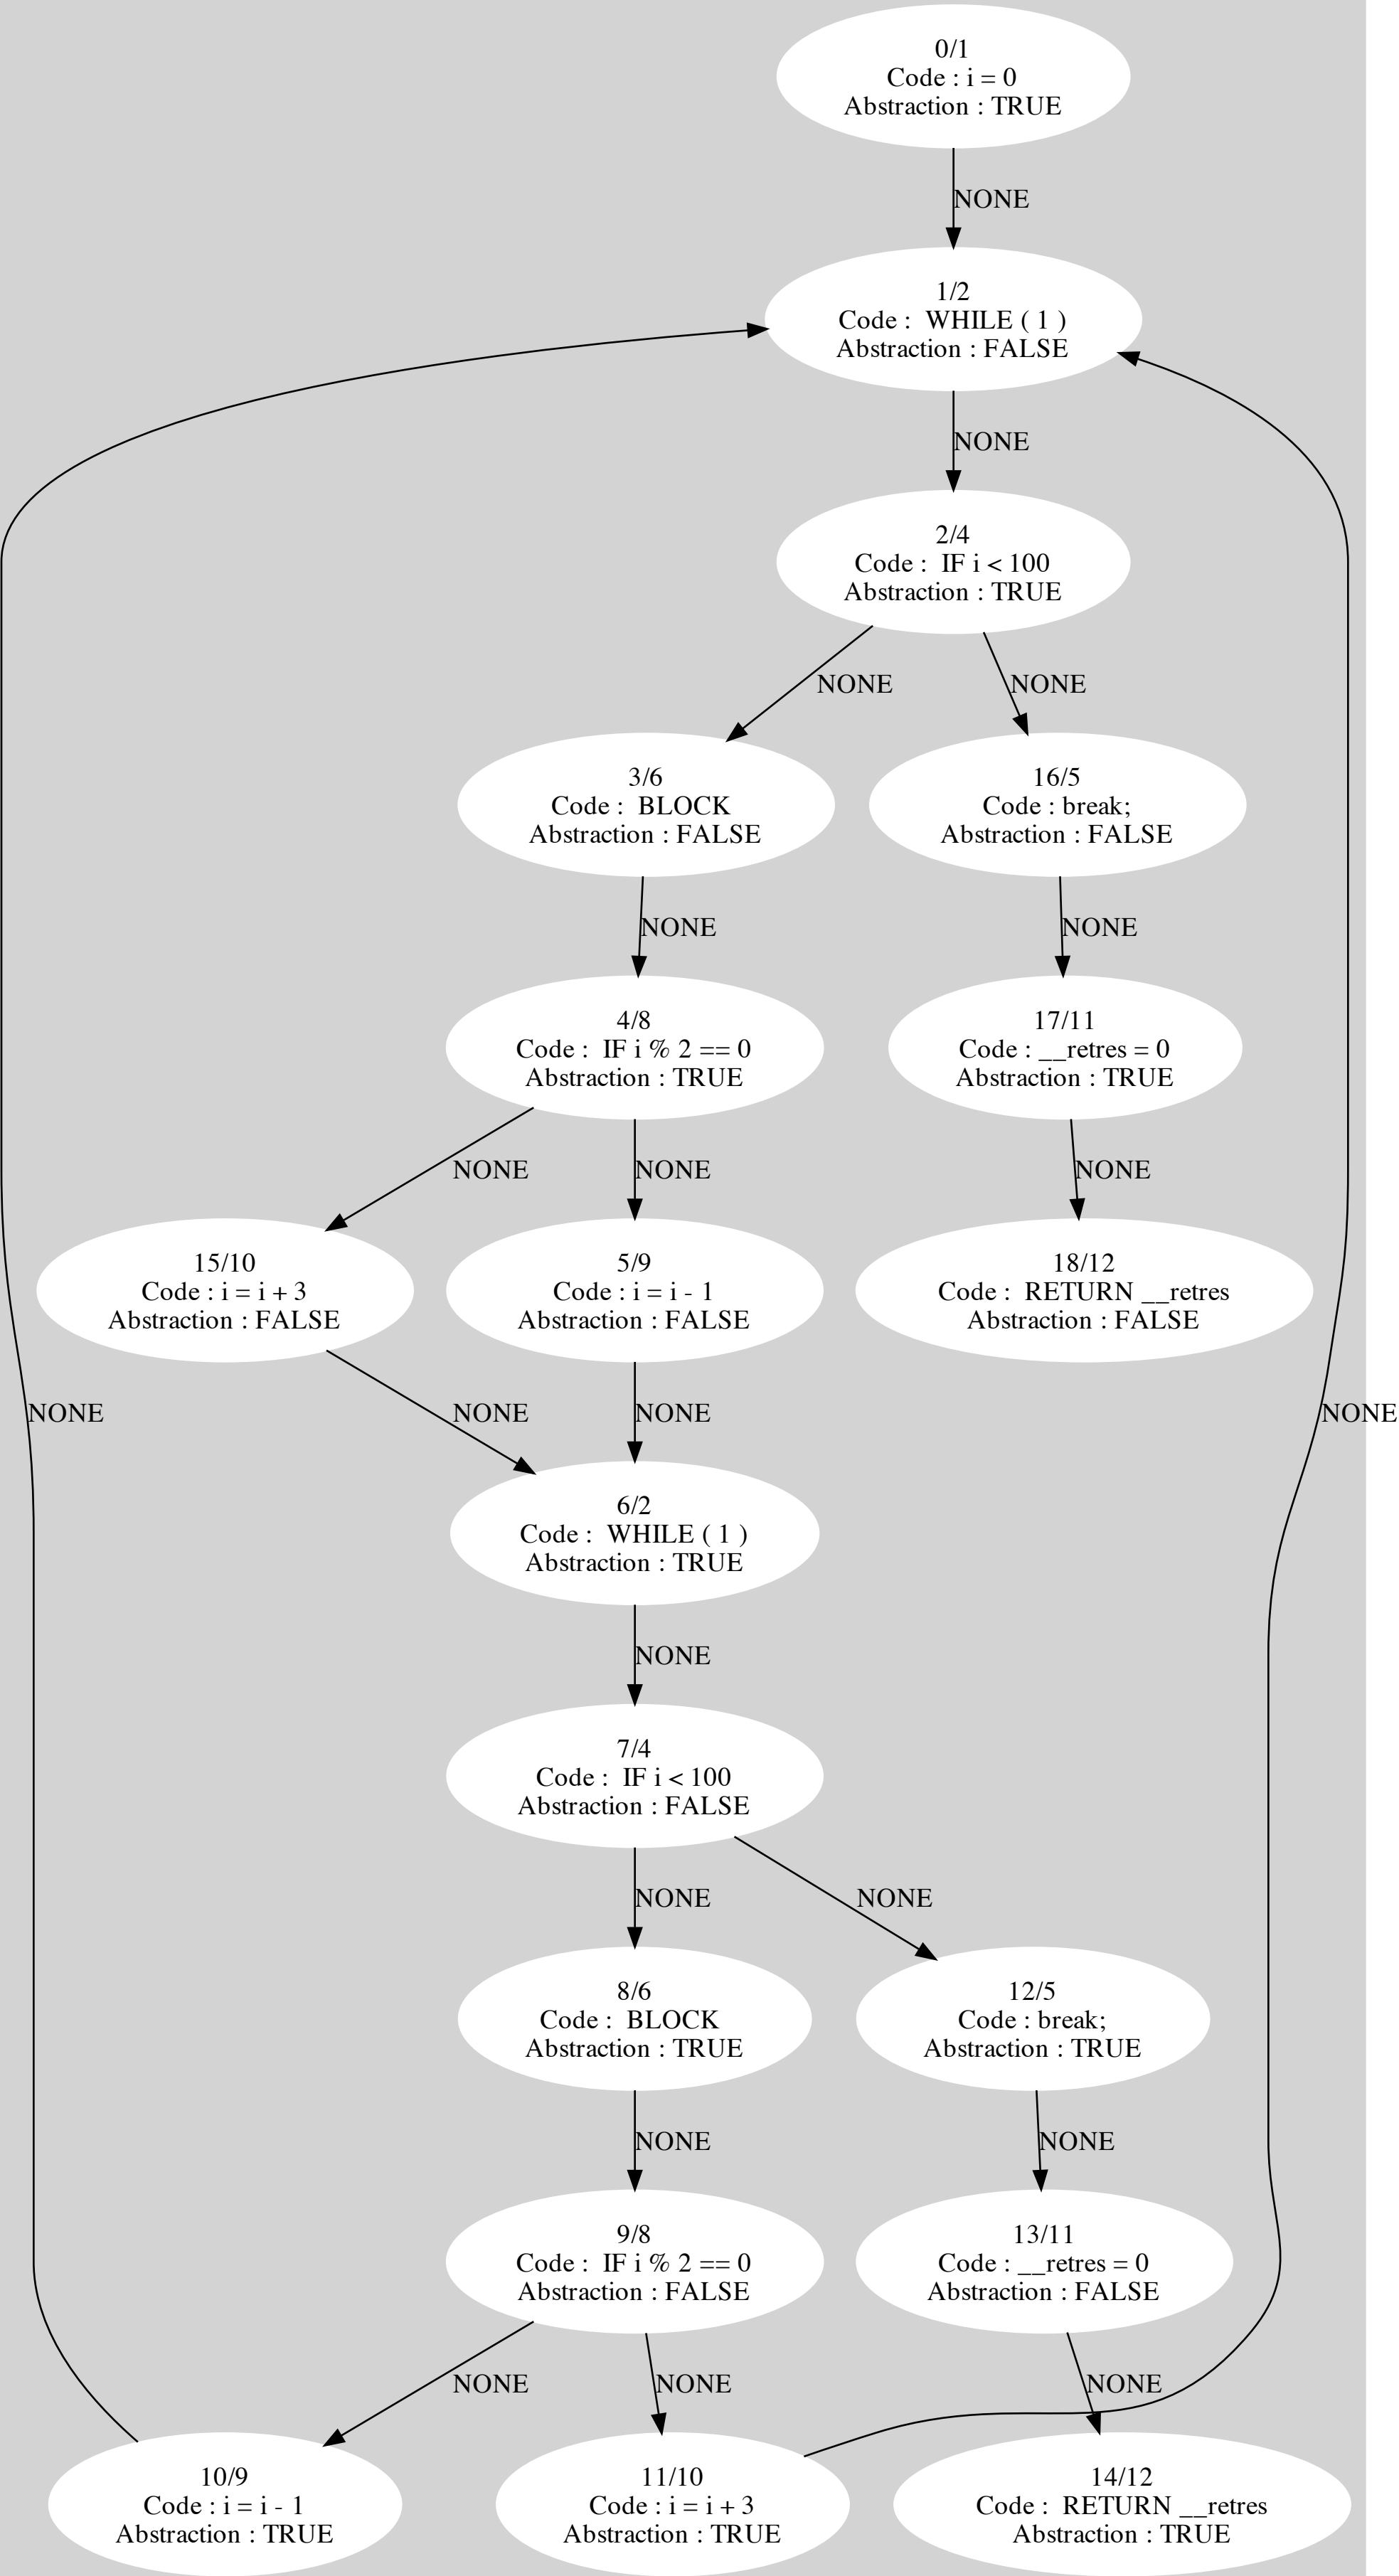 0/1
Code : i = 0
Abstraction : TRUE
NONE
1/2
Code :  WHILE ( 1 )
Abstraction : FALSE
NONE
2/4
Code :  IF i < 100
Abstraction : TRUE
NONE
NONE
3/6
Code :  BLOCK
Abstraction : FALSE
16/5
Code : break;
Abstraction : FALSE
NONE
NONE
4/8
Code :  IF i % 2 == 0
Abstraction : TRUE
17/11
Code : __retres = 0
Abstraction : TRUE
NONE
NONE
NONE
15/10
Code : i = i + 3
Abstraction : FALSE
5/9
Code : i = i - 1
Abstraction : FALSE
18/12
Code :  RETURN __retres
Abstraction : FALSE
NONE
NONE
NONE
NONE
6/2
Code :  WHILE ( 1 )
Abstraction : TRUE
NONE
7/4
Code :  IF i < 100
Abstraction : FALSE
NONE
NONE
8/6
Code :  BLOCK
Abstraction : TRUE
12/5
Code : break;
Abstraction : TRUE
NONE
NONE
9/8
Code :  IF i % 2 == 0
Abstraction : FALSE
13/11
Code : __retres = 0
Abstraction : FALSE
NONE
NONE
NONE
10/9
Code : i = i - 1
Abstraction : TRUE
11/10
Code : i = i + 3
Abstraction : TRUE
14/12
Code :  RETURN __retres
Abstraction : TRUE